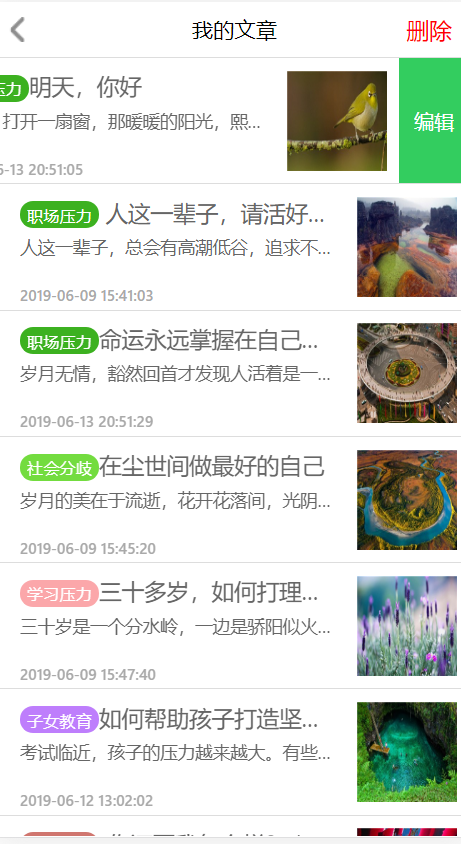 我的文章
删除
压力 明天，你好
打开一扇窗，那暖暖的阳光，熙...
编辑
6-13 20:51:05
职场压力 人这一辈子，请活好...
人这一辈子，总会有高潮低谷，追求不...
2019-06-09 15:41:03
职场压力 命运永远掌握在自己...
岁月无情，豁然回首才发现人活着是一...
2019-06-13 20:51:29
社会分歧 在尘世间做最好的自己
岁月的美在于流逝，花开花落间，光阴...
2019-06-09 15:45:20
学习压力 三十多岁，如何打理...
三十岁是一个分水岭，一边是骄阳似火...
2019-06-09 15:47:40
子女教育 如何帮助孩子打造坚...
考试临近，孩子的压力越来越大。有些...
2019-06-12 13:02:02